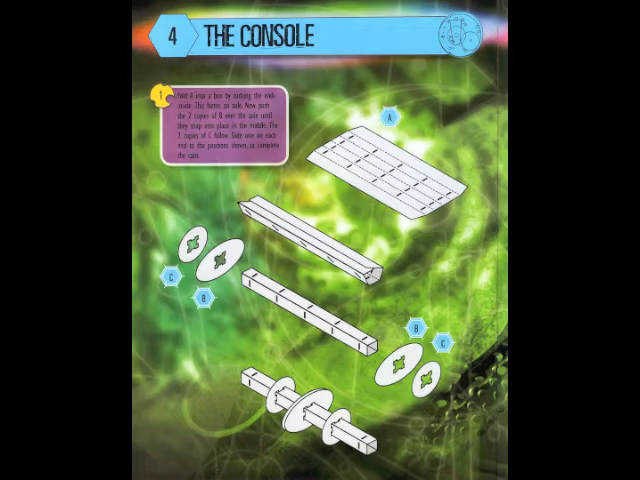 4 THE CONSOLE
1
Fold A into a box by tucking the ends
inside. This forms an axle. Now push
the 2 copies of B over the axle until
they snap into place in the middle. The
2 copies of C follow. Slide one on each
end to the positions shown, to complete
the cam.
A
C
B
B
C